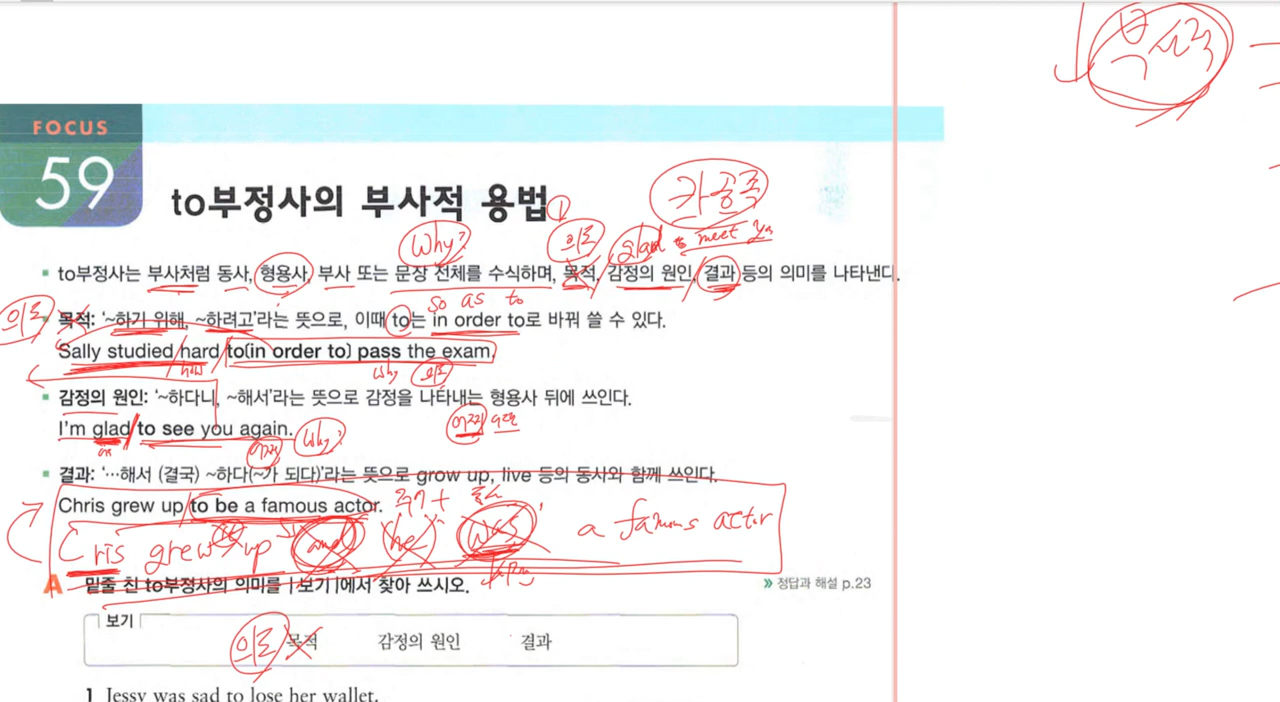 부사적
FOCUS
59
to부정사의 부사적 용법
①
Why?
의도
glad to meet ya
to부정사는 부사처럼 동사, 형용사, 부사 또는 문장 전체를 수식하며, 목적, 감정의 원인, 결과 등의 의미를 나타낸다.
so as to
의도
목적: '~하기 위해, ~하려고'라는 뜻으로, 이때 to는 in order to로 바꿔 쓸 수 있다.
Sally studied hard to(in order to) pass the exam.
how
why
의도
감정의 원인: '~하다니, ~해서'라는 뜻으로 감정을 나타내는 형용사 뒤에 쓰인다.
I'm glad to see you again.
Why?
결과: '…해서 (결국) ~하다(~가 되다)'라는 뜻으로 grow up, live 등의 동사와 함께 쓰인다.
Chris grew up to be a famous actor.
Cris grew up and he was a famous actor
A 밑줄 친 to부정사의 의미를 |보기|에서 찾아 쓰시오.
» 정답과 해설 p.23
보기
의도 목적 감정의 원인 결과
1 Jessy was sad to lose her wallet.